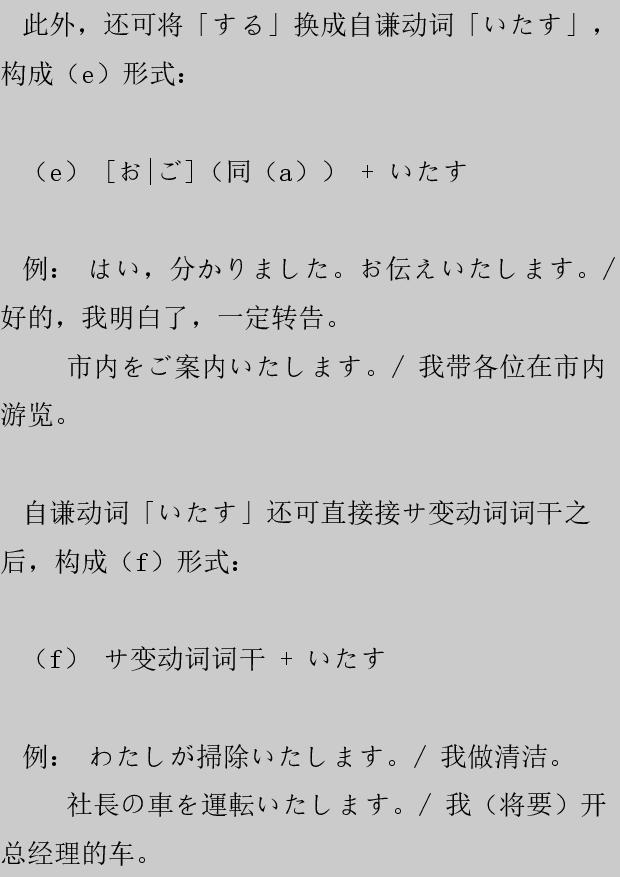 此外，还可将「する」换成自谦动词「いたす」，
构成（e）形式：
（e） [お|ご]（同（a）） + いたす
例： はい，分かりました。お伝えいたします。/
好的，我明白了，一定转告。
市内をご案内いたします。/ 我带各位在市内
游览。
自谦动词「いたす」还可直接接サ变动词词干之
后，构成（f）形式：
（f） サ变动词词干 + いたす
例： わたしが掃除いたします。/ 我做清洁。
社長の車を運転いたします。/ 我（将要）开
总经理的车。